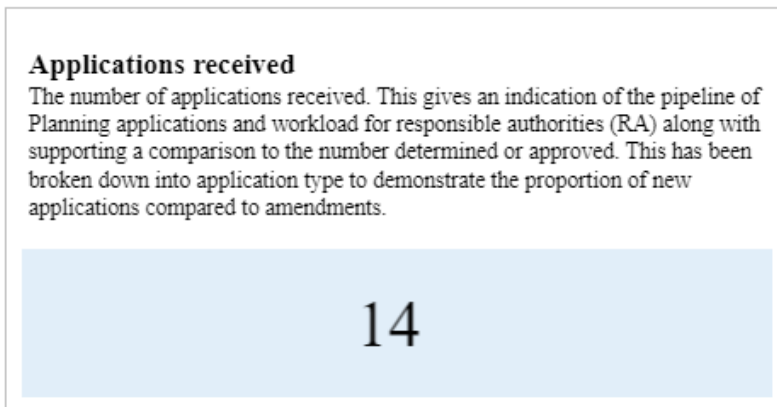 Applications received
The number of applications received. This gives an indication of the pipeline of
Planning applications and workload for responsible authorities (RA) along with
supporting a comparison to the number determined or approved. This has been
broken down into application type to demonstrate the proportion of new
applications compared to amendments.
14